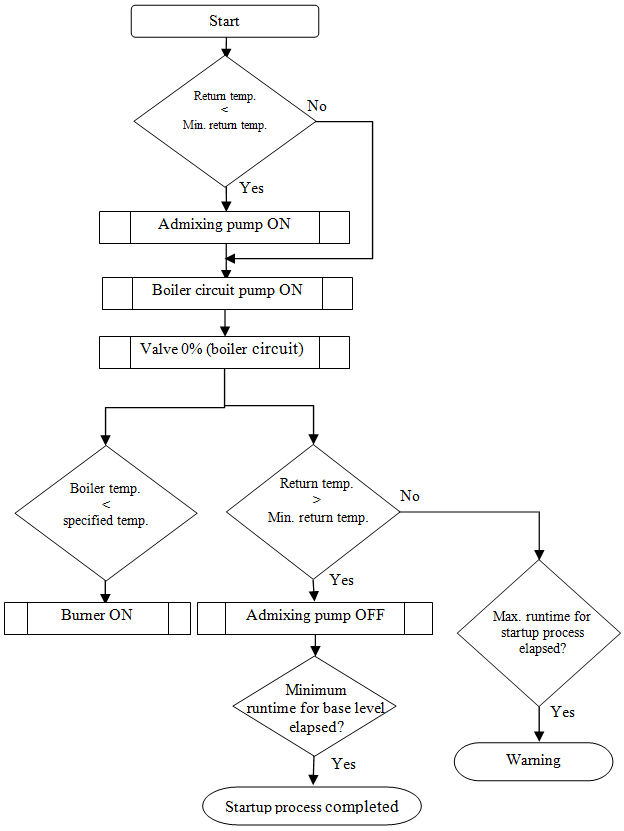 Start
Return temp.
<
Min. return temp.
No
Yes
Admixing pump ON
Boiler circuit pump ON
Valve 0% (boiler circuit)
Boiler temp.
<
specified temp.
Return temp.
>
Min. return temp.
No
Yes
Burner ON
Admixing pump OFF
Max. runtime for
startup process
elapsed?
Minimum
runtime for base level
elapsed?
Yes
Yes
Warning
Startup process completed